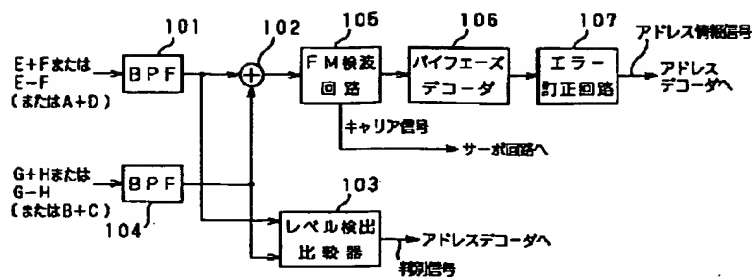 101
E+Fまたは
E−F
(またはA+D)
BPF
102
105
FM検波
回路
106
バイフェーズ
デコーダ
107
エラー
訂正回路
アドレス情報信号
アドレス
デコーダへ
キャリア信号
サーボ回路へ
G+Hまたは
G−H
(またはB+C)
BPF
104
103
レベル検出
比較器
アドレスデコーダへ
判別信号